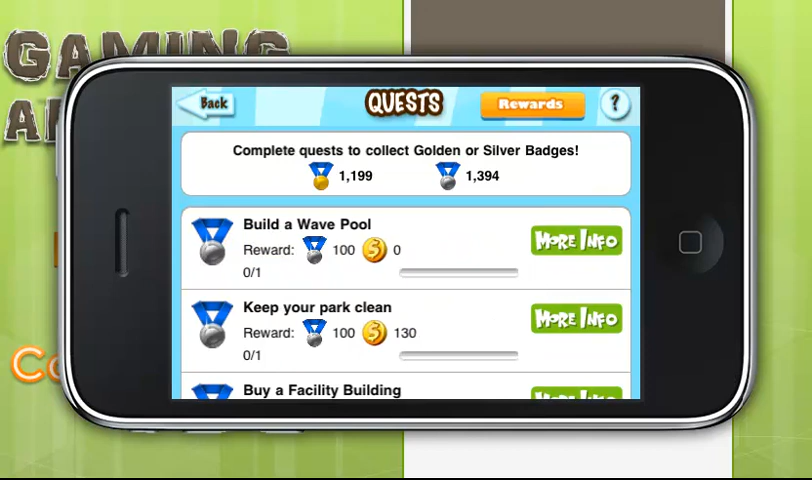 GAMING
Back
QUESTS
Rewards
?
Complete quests to collect Golden or Silver Badges!
1,199 1,394
Build a Wave Pool
Reward: 100 0
0/1
More Info
Keep your park clean
Reward: 100 130
0/1
More Info
Buy a Facility Building
More Info